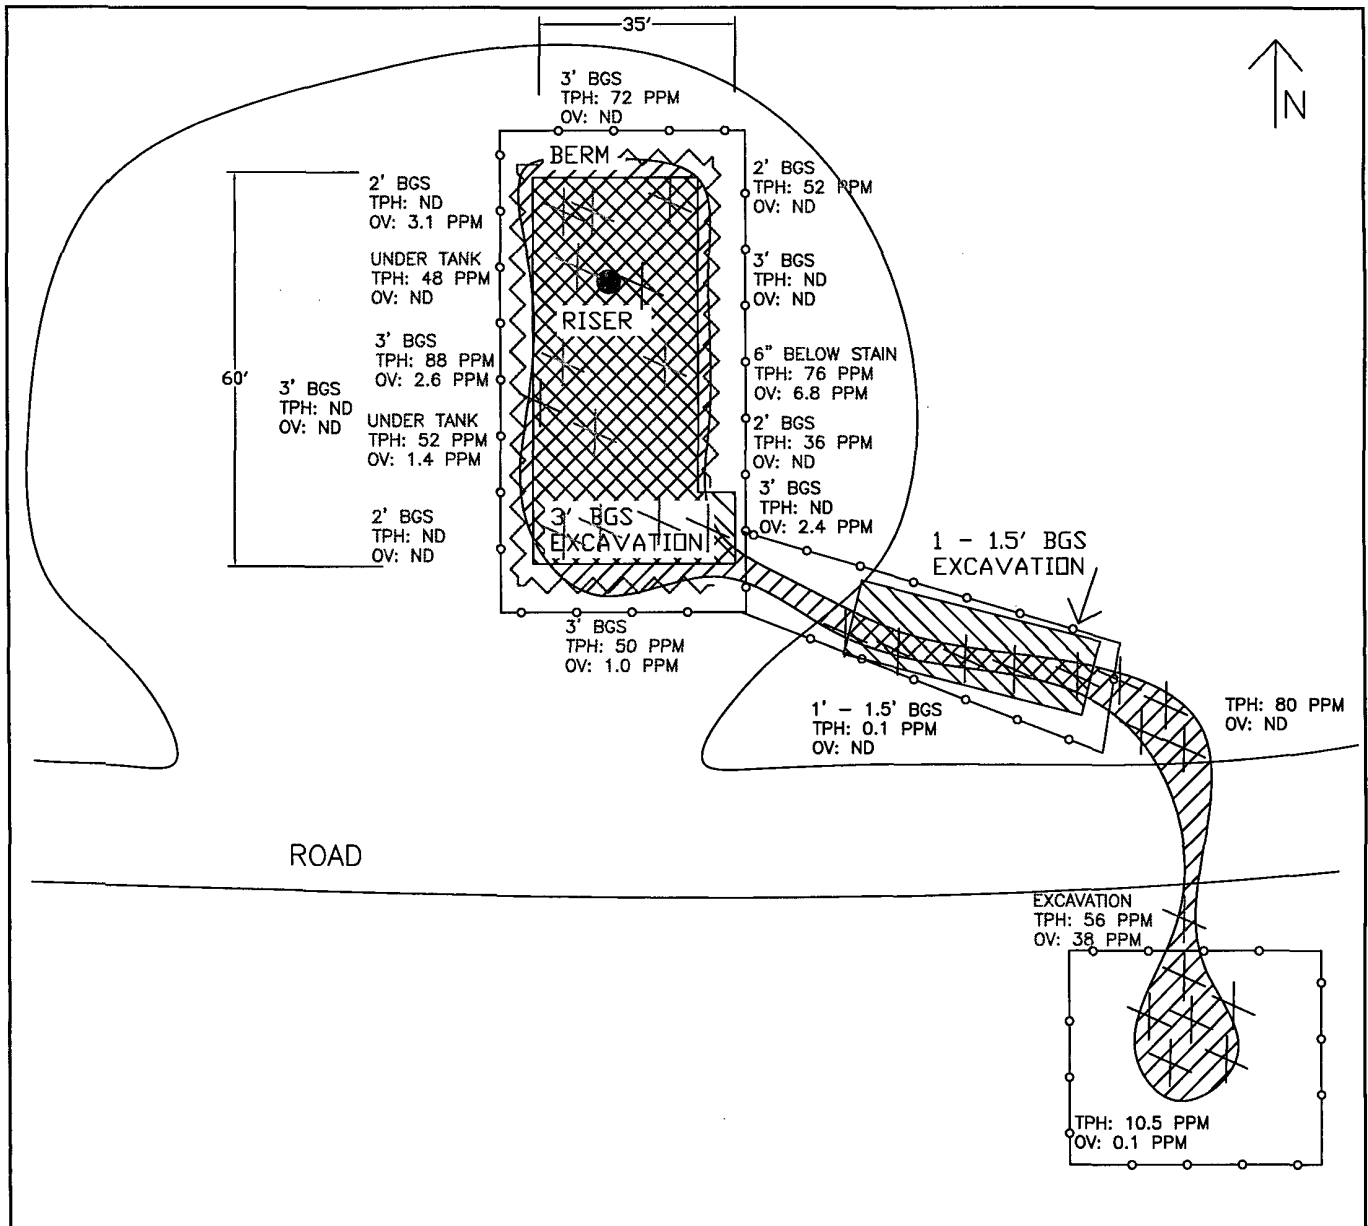 35'
3' BGS
TPH: 72 PPM
OV: ND
N
BERM
2' BGS
TPH: ND
OV: 3.1 PPM
2' BGS
TPH: 52 PPM
OV: ND
UNDER TANK
TPH: 48 PPM
OV: ND
3' BGS
TPH: ND
OV: ND
RISER
3' BGS
TPH: 88 PPM
OV: 2.6 PPM
6" BELOW STAIN
TPH: 76 PPM
OV: 6.8 PPM
60'
3' BGS
TPH: ND
OV: ND
UNDER TANK
TPH: 52 PPM
OV: 1.4 PPM
2' BGS
TPH: 36 PPM
OV: ND
3' BGS
TPH: ND
OV: 2.4 PPM
2' BGS
TPH: ND
OV: ND
3' BGS
EXCAVATION
1 - 1.5' BGS
EXCAVATION
3' BGS
TPH: 50 PPM
OV: 1.0 PPM
1' - 1.5' BGS
TPH: 0.1 PPM
OV: ND
TPH: 80 PPM
OV: ND
ROAD
EXCAVATION
TPH: 56 PPM
OV: 38 PPM
TPH: 10.5 PPM
OV: 0.1 PPM